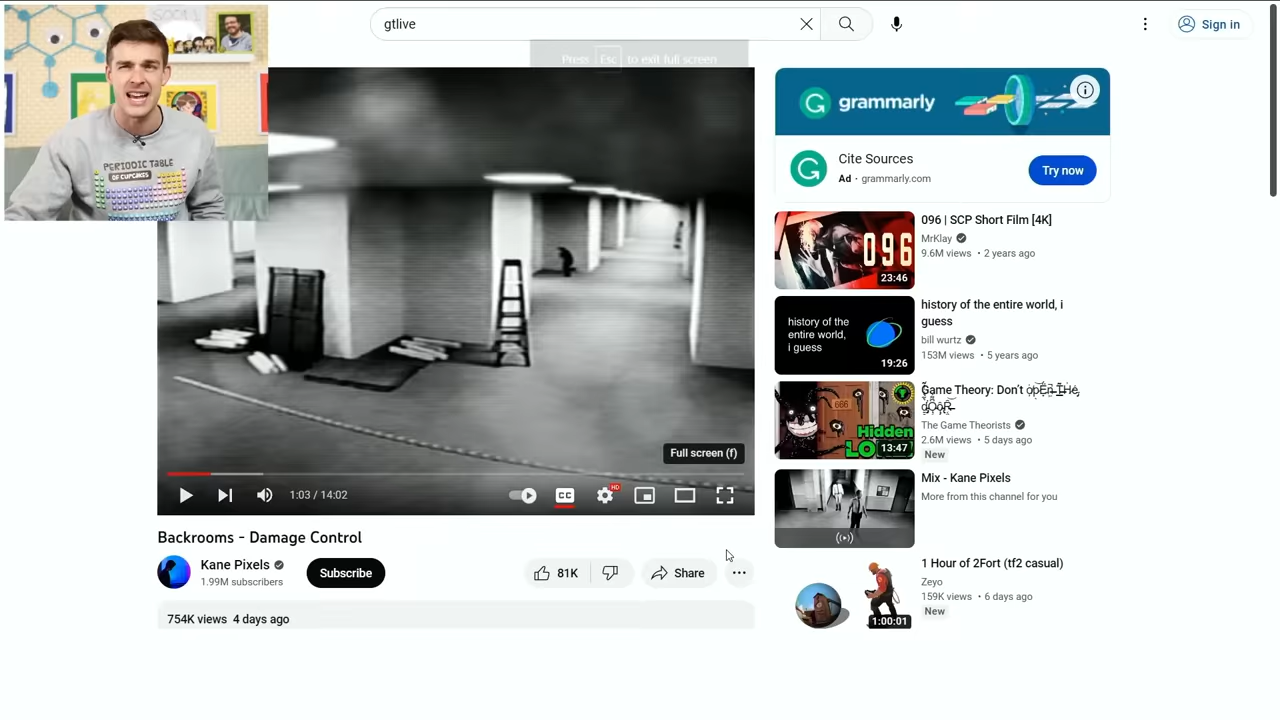 gtlive
Sign in
Press Esc to exit full screen
PERIODIC TABLE
OF CUPCAKES
grammarly
Cite Sources
Ad · grammarly.com
Try now
096
23:46
096 | SCP Short Film [4K]
MrKlay
9.6M views • 2 years ago
history of the
entire world,
i guess
19:26
history of the entire world, i
guess
bill wurtz
153M views • 5 years ago
666
Hidden
LO
13:47
Game Theory: Don't
The Game Theorists
2.6M views • 5 days ago
New
Mix - Kane Pixels
More from this channel for you
1:00:01
1 Hour of 2Fort (tf2 casual)
Zeyo
159K views • 6 days ago
New
Full screen (f)
1:03 / 14:02
CC
HD
Backrooms - Damage Control
Kane Pixels
1.99M subscribers
Subscribe
81K
Share
754K views 4 days ago